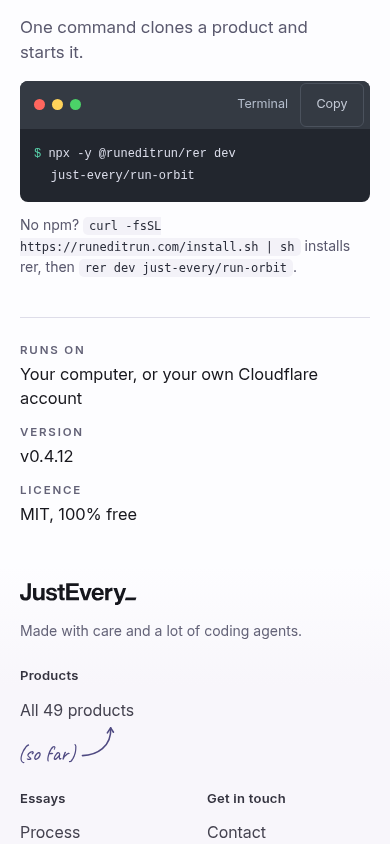 One command clones a product and
starts it.
Terminal Copy
$ npx -y @runeditrun/rer dev
just-every/run-orbit
No npm? curl -fsSL
https://runeditrun.com/install.sh | sh installs
rer, then rer dev just-every/run-orbit.
RUNS ON
Your computer, or your own Cloudflare
account
VERSION
v0.4.12
LICENCE
MIT, 100% free
JustEvery_
Made with care and a lot of coding agents.
Products
All 49 products
(so far)
Essays Get in touch
Process Contact